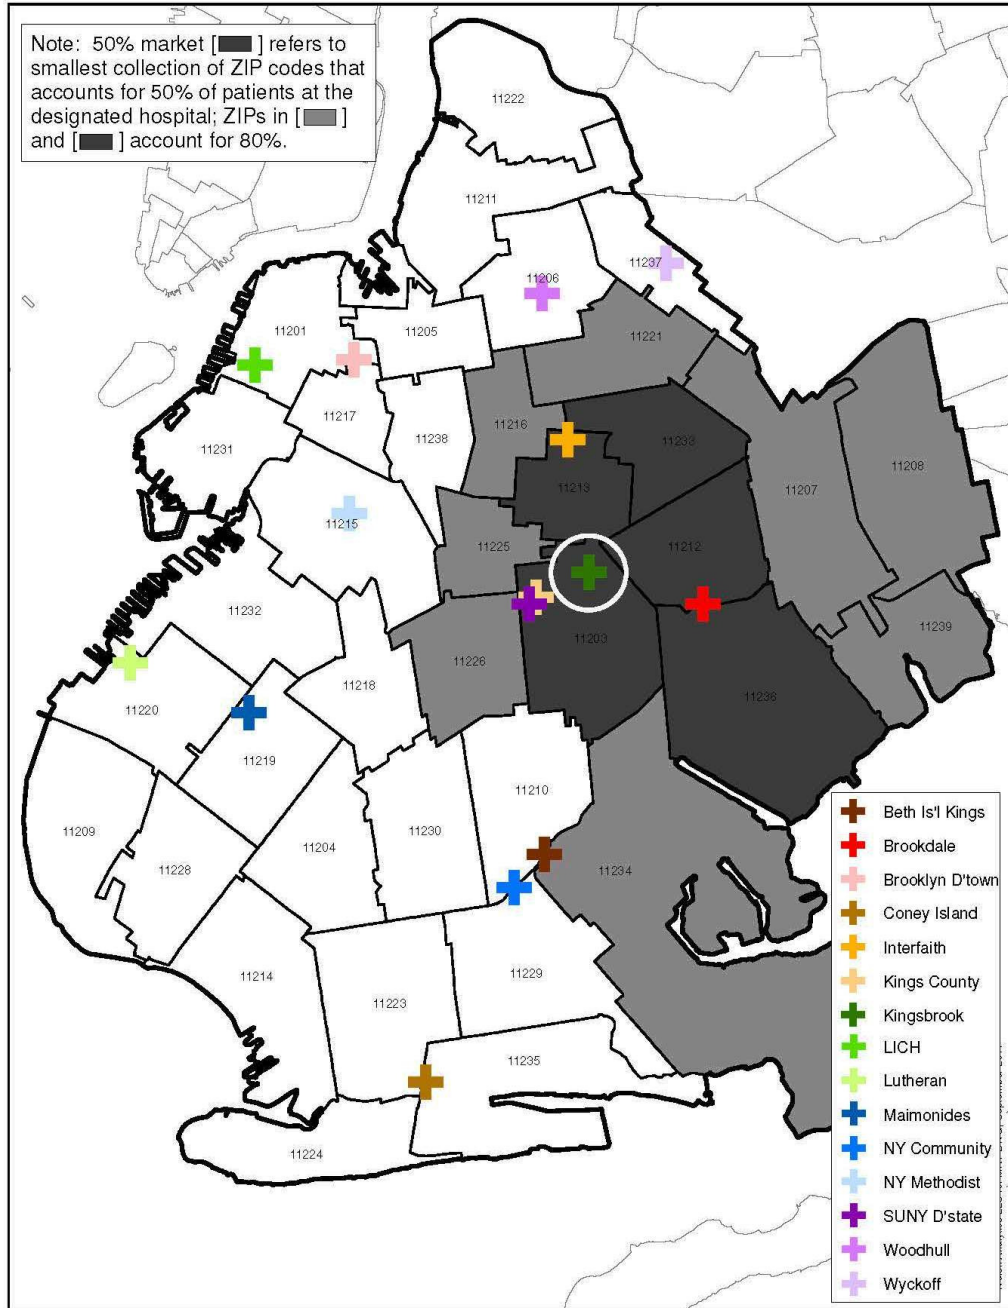 Note: 50% market [ ] refers to
smallest collection of ZIP codes that
accounts for 50% of patients at the
designated hospital; ZIPs in [ ]
and [ ] account for 80%.
11222
11211
11237
11206
11201
11205
11221
11217
11216
11238
11233
11231
11208
11213
11207
11215
11225
11212
11232
11203
11239
11226
11218
11236
11220
11219
11210
11209
11230
11204
11228
11234
11229
11214
11223
11235
11224
Beth Is'l Kings
Brookdale
Brooklyn D'town
Coney Island
Interfaith
Kings County
Kingsbrook
LICH
Lutheran
Maimonides
NY Community
NY Methodist
SUNY D'state
Woodhull
Wyckoff